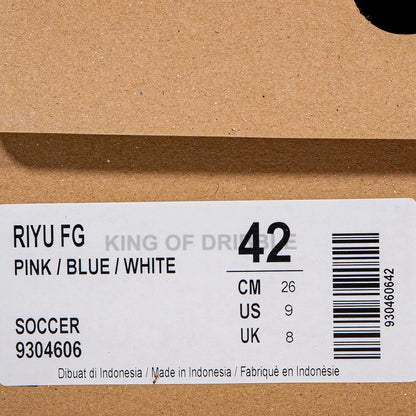 RIYU FG
KING OF DRIBBLE
PINK / BLUE / WHITE
SOCCER
9304606
42
CM 26
US 9
UK 8
930460642
Dibuat di Indonesia / Made in Indonesia / Fabriqué en Indonésie